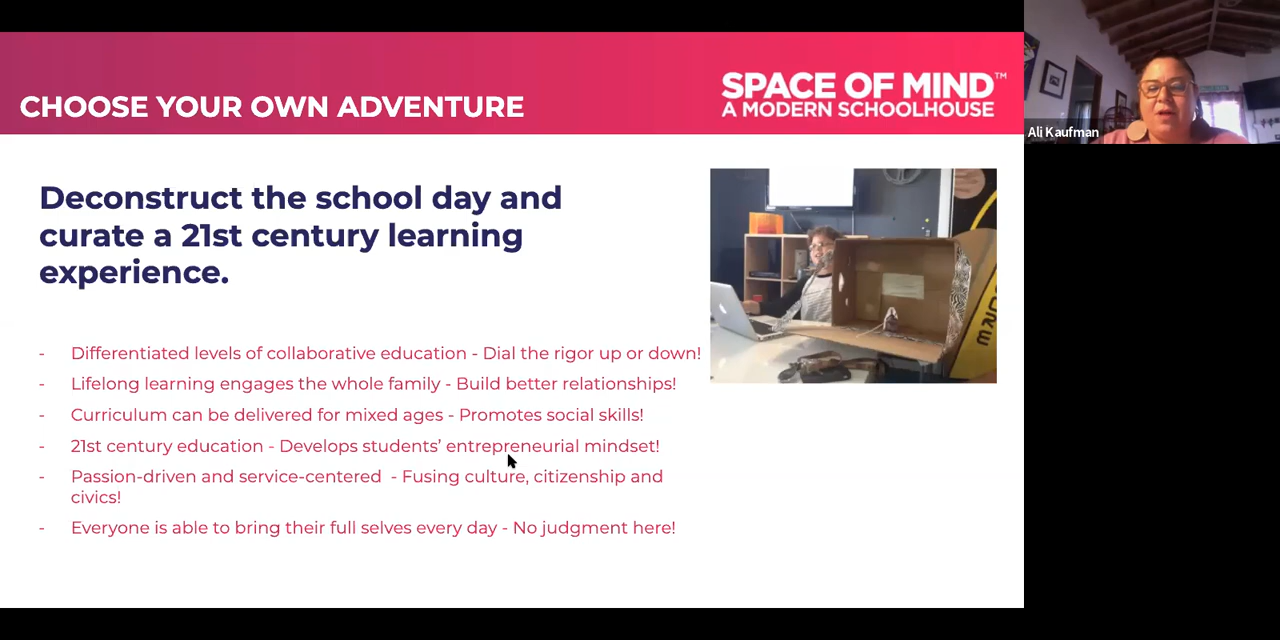 CHOOSE YOUR OWN ADVENTURE
SPACE OF MIND™
A MODERN SCHOOLHOUSE
Ali Kaufman
Deconstruct the school day and
curate a 21st century learning
experience.
- Differentiated levels of collaborative education - Dial the rigor up or down!
- Lifelong learning engages the whole family - Build better relationships!
- Curriculum can be delivered for mixed ages - Promotes social skills!
- 21st century education - Develops students’ entrepreneurial mindset!
- Passion-driven and service-centered  - Fusing culture, citizenship and
civics!
- Everyone is able to bring their full selves every day - No judgment here!